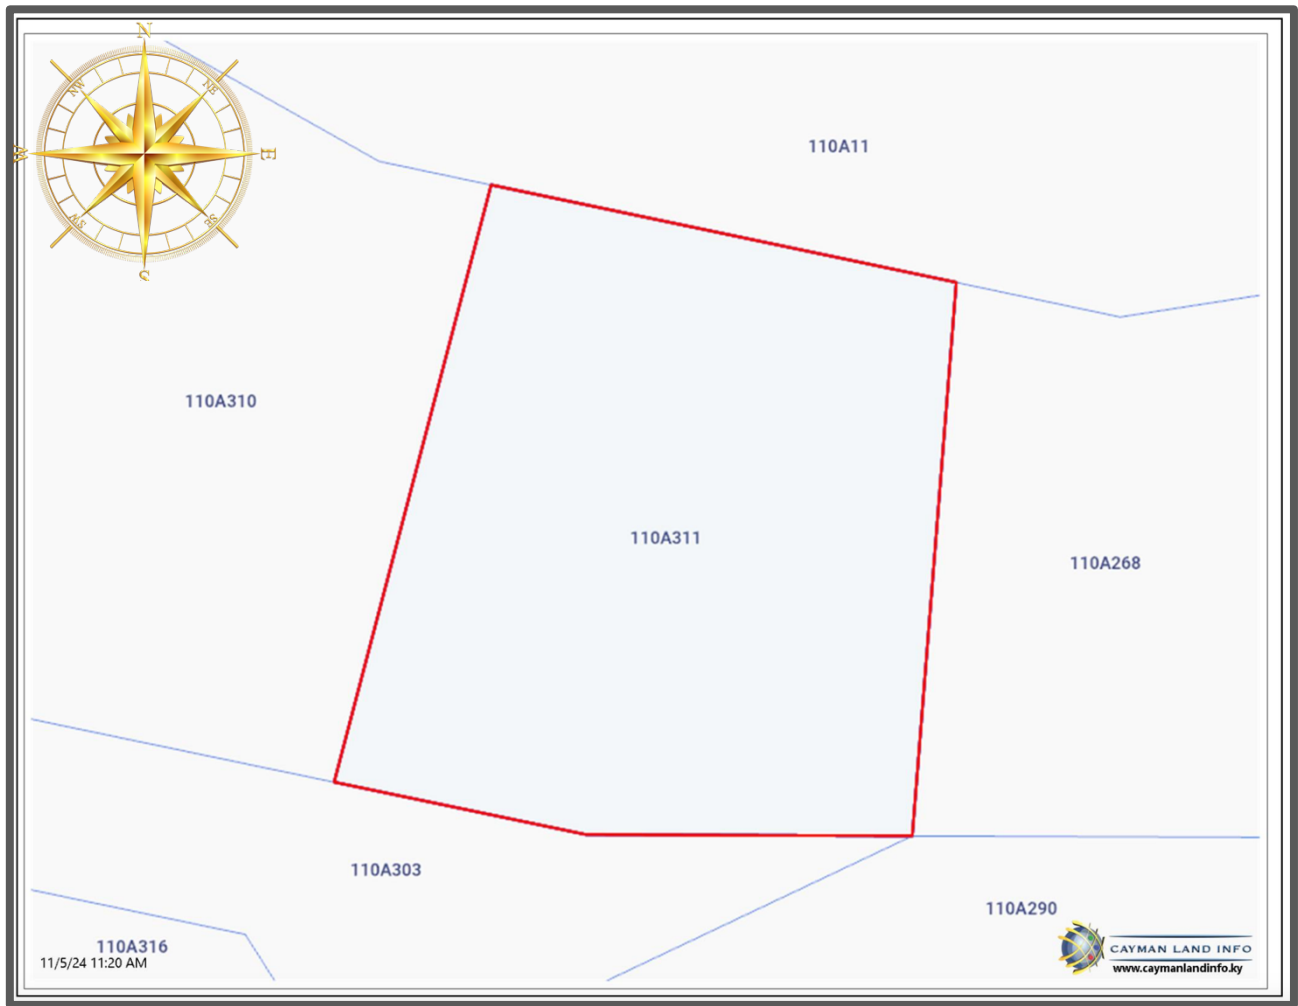 N
NW
NE
W
E
SW
SE
S
110A11
110A310
110A311
110A268
110A303
110A290
110A316
11/5/24 11:20 AM
CAYMAN LAND INFO
www.caymanlandinfo.ky